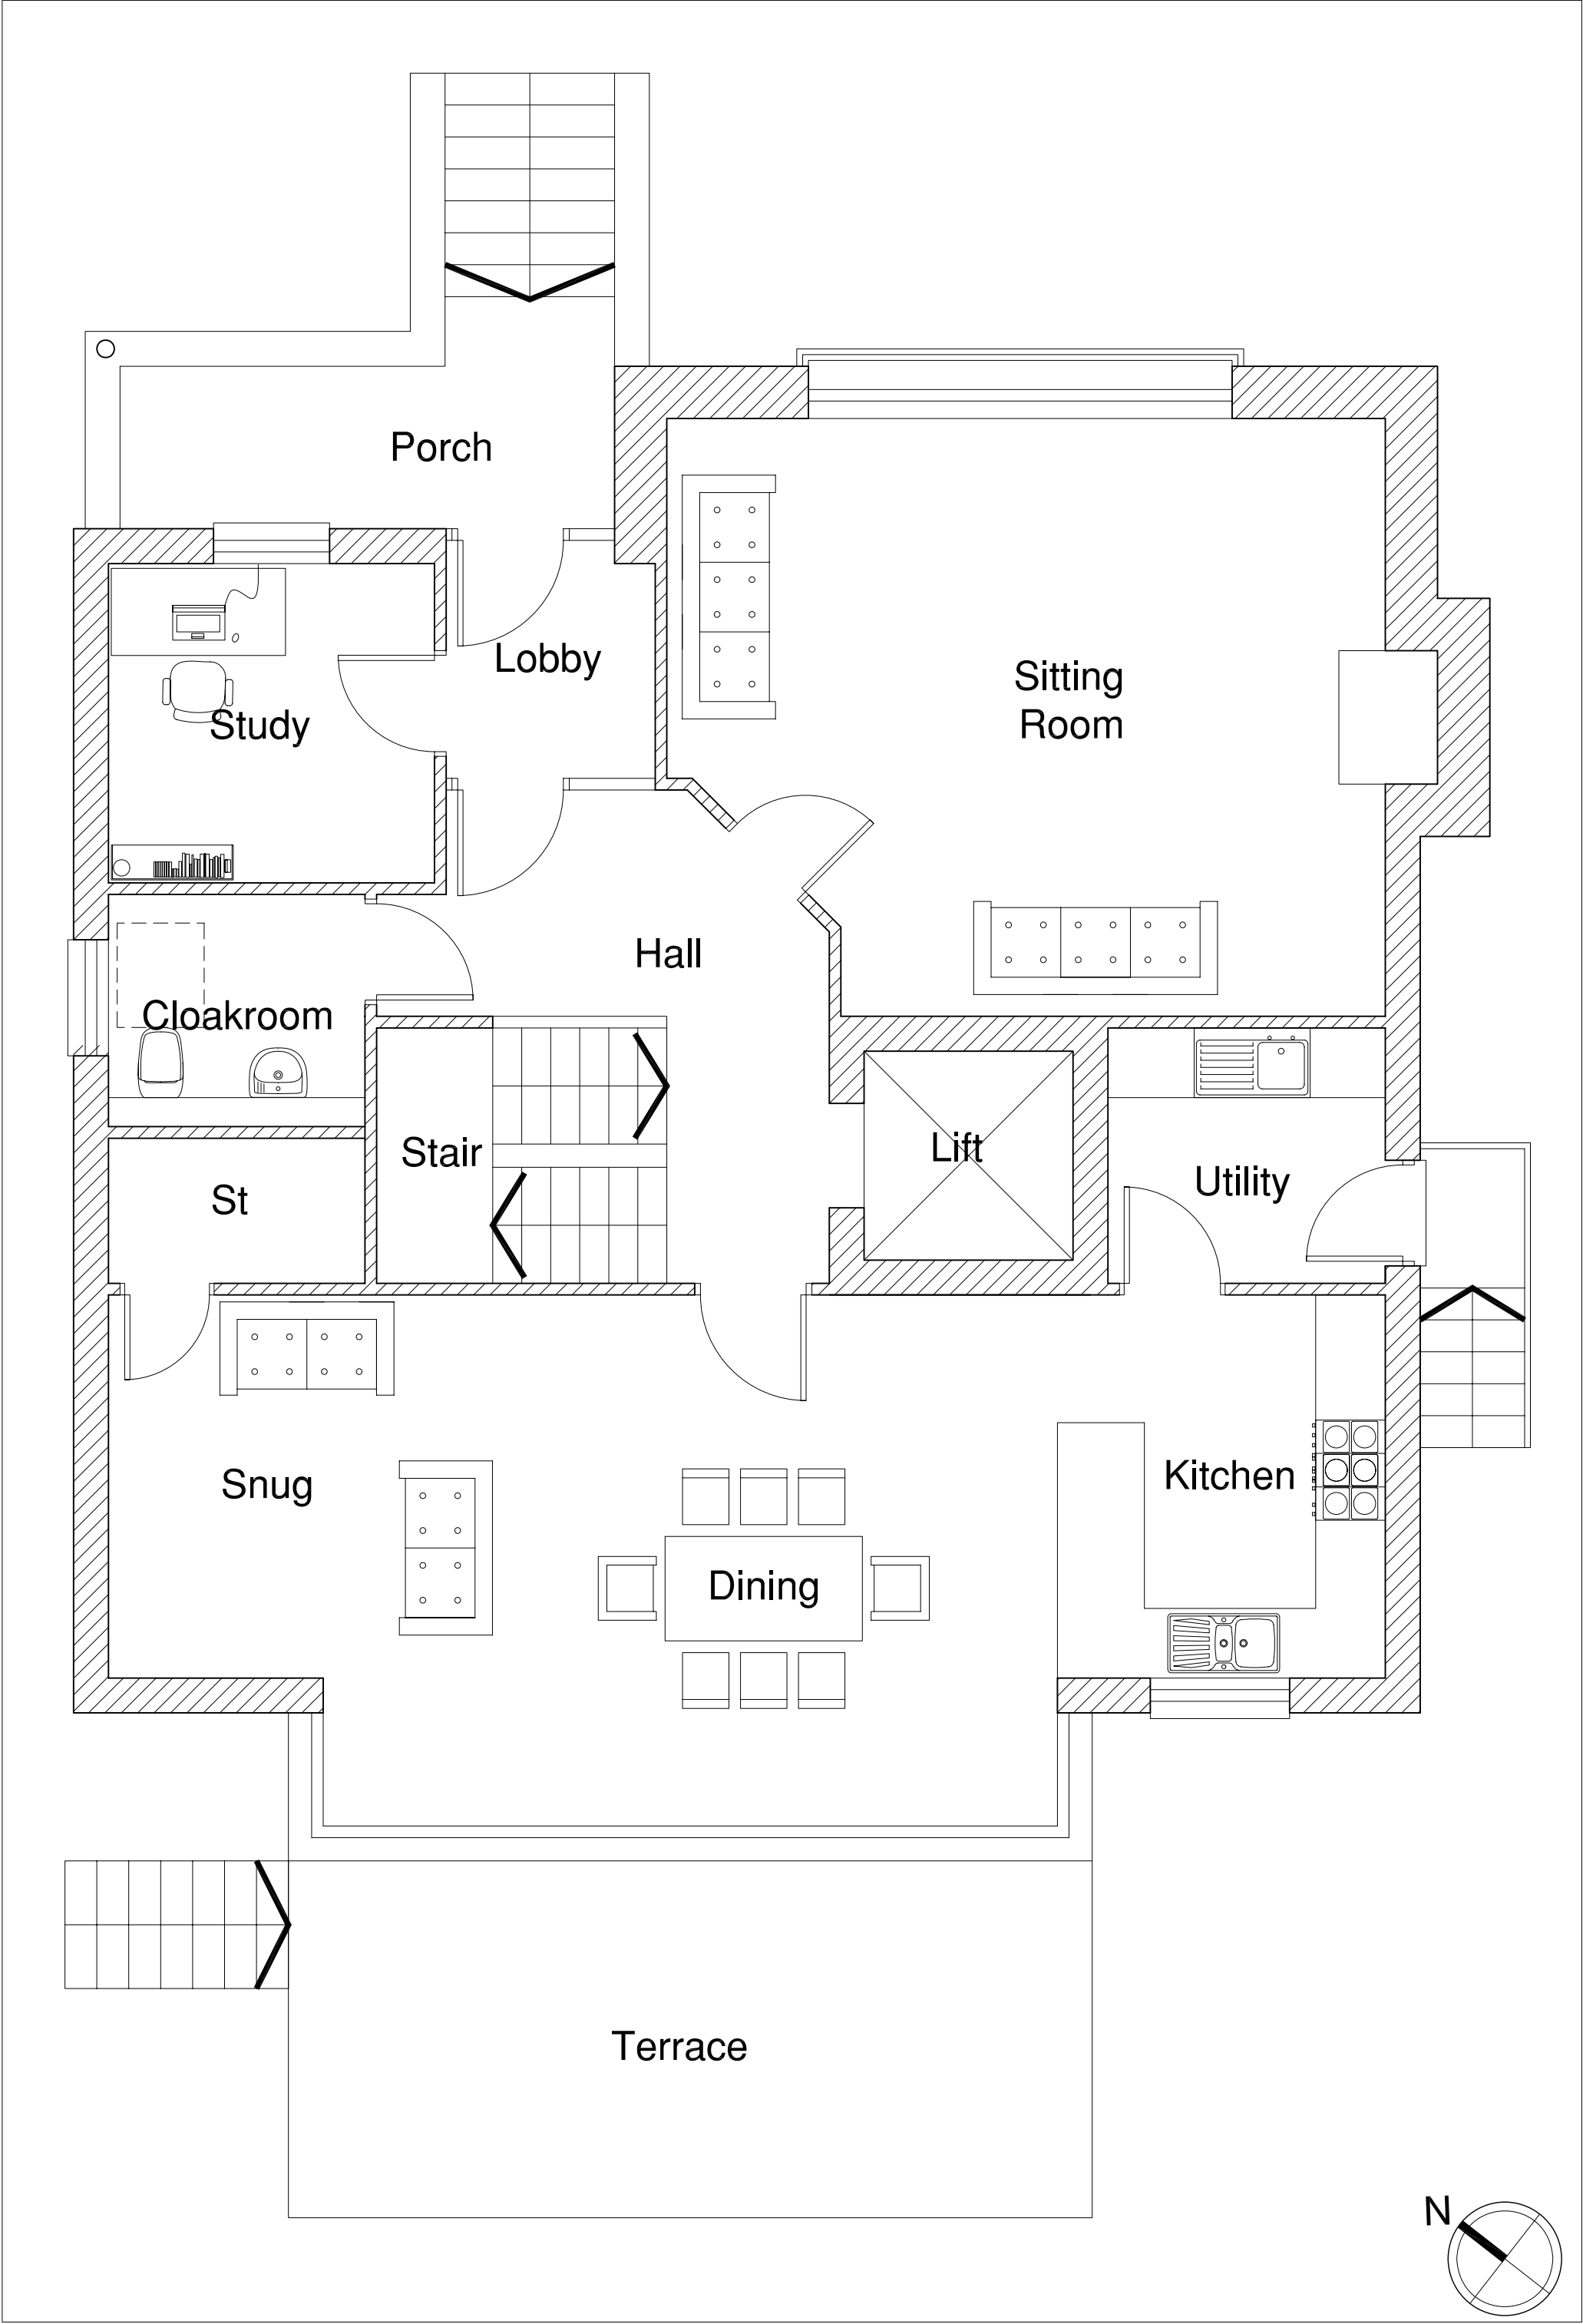 Porch
Lobby
Sitting
Room
Study
Hall
Cloakroom
Stair
Lift
Utility
St
Snug
Kitchen
Dining
Terrace
N